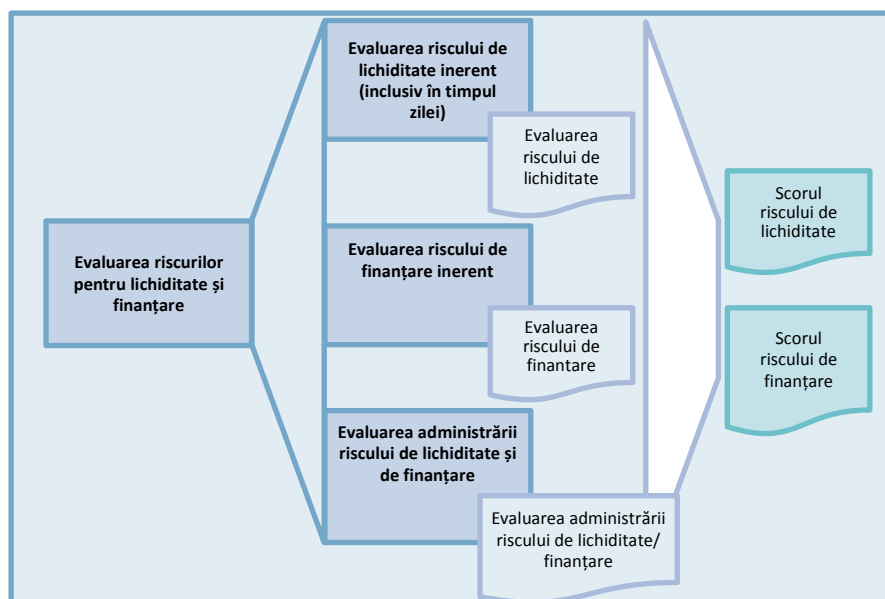 Evaluarea riscurilor
pentru lichiditate și
finanțare
Evaluarea riscului de
lichiditate inerent
(inclusiv în timpul
zilei)
Evaluarea
riscului de
lichiditate
Evaluarea riscului de
finanțare inerent
Evaluarea
riscului de
finantare
Evaluarea administrării
riscului de lichiditate și
de finanțare
Evaluarea administrării
riscului de lichiditate/
finanțare
Scorul
riscului de
lichiditate
Scorul
riscului de
finanțare